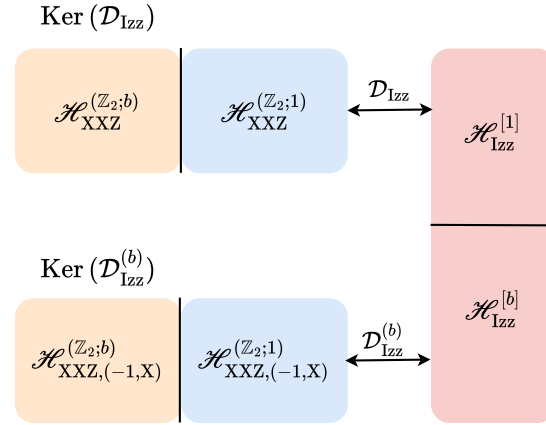 Ker (𝒟_Izz)
ℋ_XXZ^(ℤ₂;b) ℋ_XXZ^(ℤ₂;1) 𝒟_Izz ℋ_Izz^[1]
Ker (𝒟_Izz^(b))
ℋ_XXZ,(−1,X)^(ℤ₂;b) ℋ_XXZ,(−1,X)^(ℤ₂;1) 𝒟_Izz^(b) ℋ_Izz^[b]